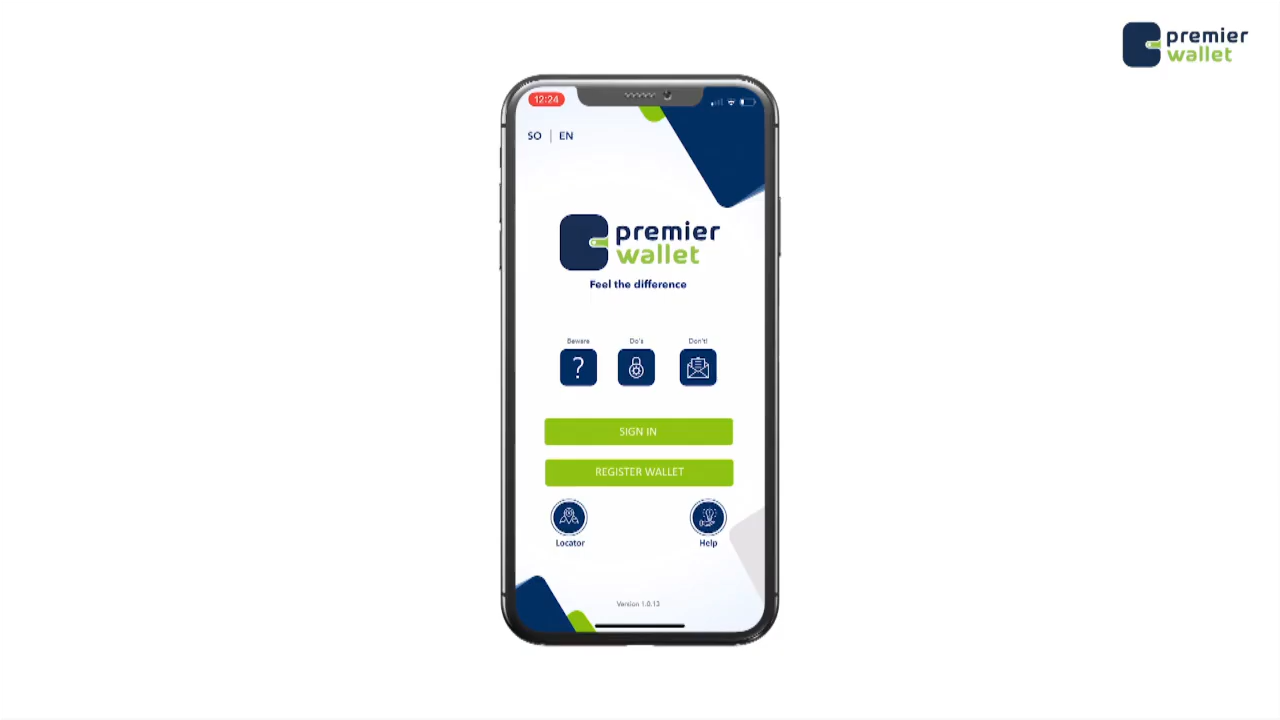 premier
wallet
12:24
SO | EN
premier
wallet
Feel the difference
Beware
Do's
Don't!
SIGN IN
REGISTER WALLET
Locator
Help
Version 1.0.13